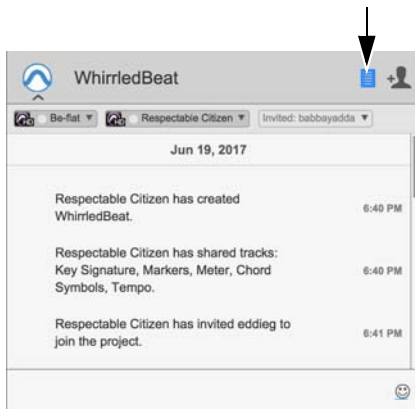 WhirrledBeat
Be-flat Respectable Citizen Invited: babbayadda
Jun 19, 2017
Respectable Citizen has created
WhirrledBeat.
6:40 PM
Respectable Citizen has shared tracks:
Key Signature, Markers, Meter, Chord
Symbols, Tempo.
6:40 PM
Respectable Citizen has invited eddieg to
join the project.
6:41 PM